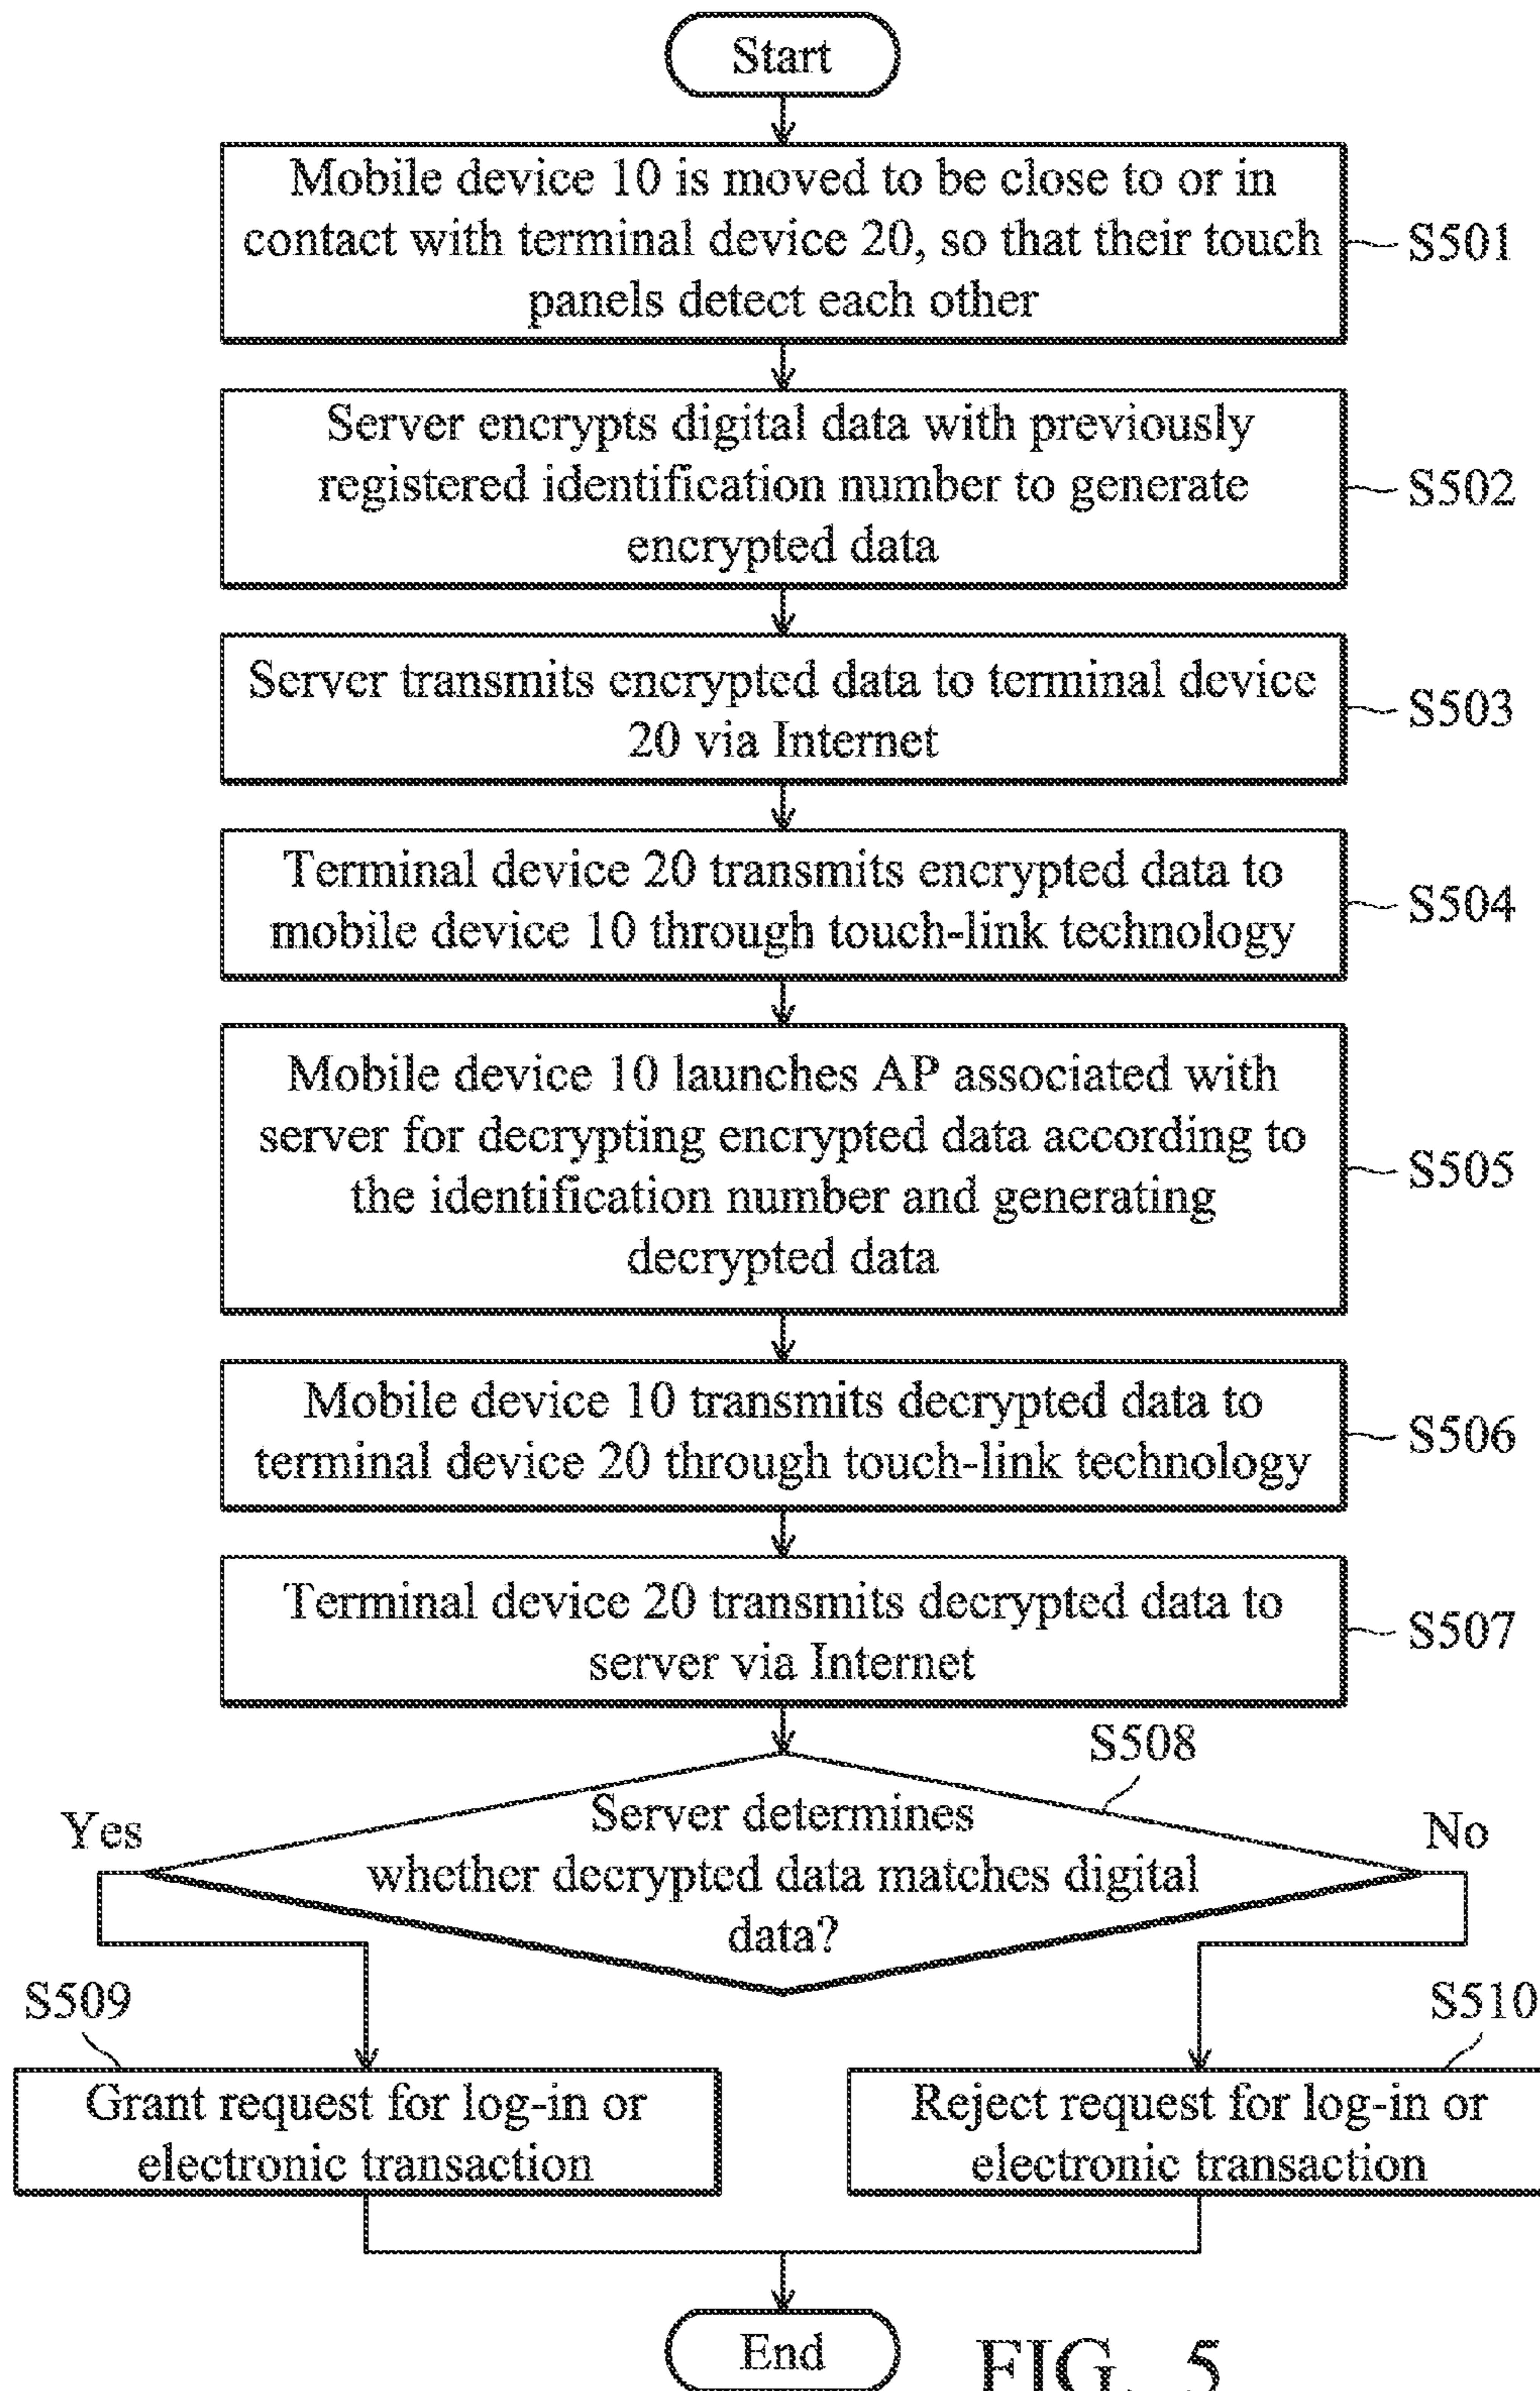 Start
Mobile device 10 is moved to be close to or in
contact with terminal device 20, so that their touch
panels detect each other
S501
Server encrypts digital data with previously
registered identification number to generate
encrypted data
S502
Server transmits encrypted data to terminal device
20 via Internet
S503
Terminal device 20 transmits encrypted data to
mobile device 10 through touch-link technology
S504
Mobile device 10 launches AP associated with
server for decrypting encrypted data according to
the identification number and generating
decrypted data
S505
Mobile device 10 transmits decrypted data to
terminal device 20 through touch-link technology
S506
Terminal device 20 transmits decrypted data to
server via Internet
S507
S508
Server determines
whether decrypted data matches digital
data?
Yes
No
S509
Grant request for log-in or
electronic transaction
S510
Reject request for log-in or
electronic transaction
End
FIG. 5